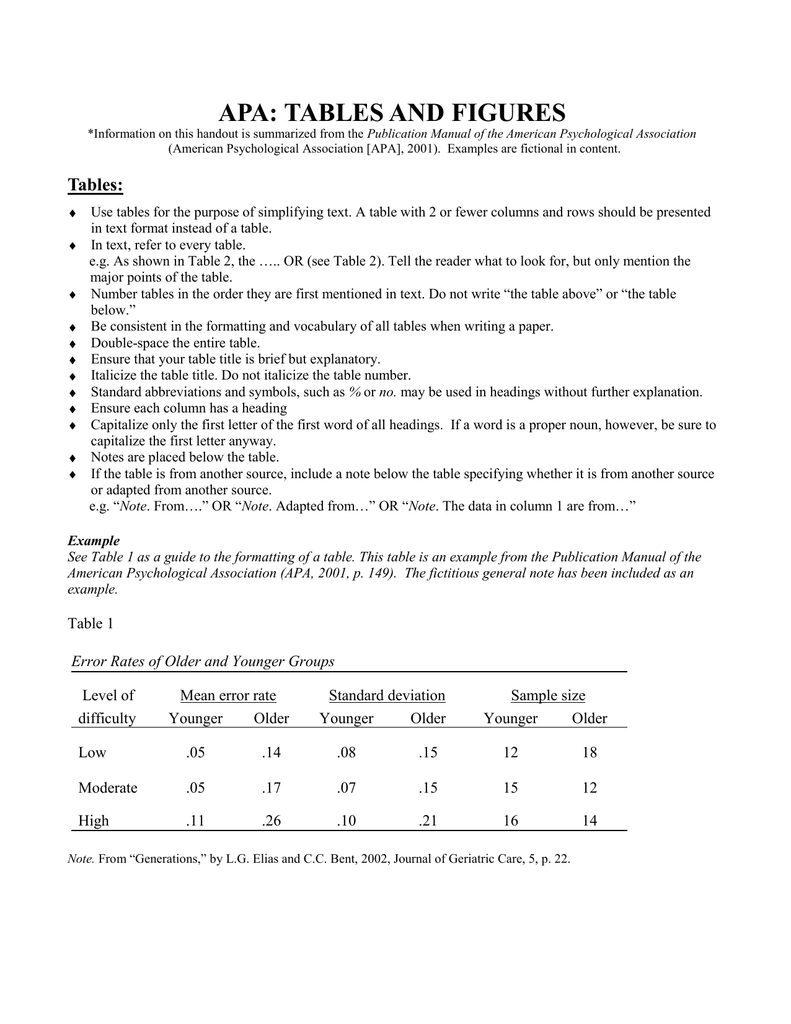 APA: TABLES AND FIGURES
*Information on this handout is summarized from the Publication Manual of the American Psychological Association
(American Psychological Association [APA], 2001).  Examples are fictional in content.
Tables:
♦ Use tables for the purpose of simplifying text. A table with 2 or fewer columns and rows should be presented
in text format instead of a table.
♦ In text, refer to every table.
e.g. As shown in Table 2, the ….. OR (see Table 2). Tell the reader what to look for, but only mention the
major points of the table.
♦ Number tables in the order they are first mentioned in text. Do not write “the table above” or “the table
below.”
♦ Be consistent in the formatting and vocabulary of all tables when writing a paper.
♦ Double-space the entire table.
♦ Ensure that your table title is brief but explanatory.
♦ Italicize the table title. Do not italicize the table number.
♦ Standard abbreviations and symbols, such as % or no. may be used in headings without further explanation.
♦ Ensure each column has a heading
♦ Capitalize only the first letter of the first word of all headings.  If a word is a proper noun, however, be sure to
capitalize the first letter anyway.
♦ Notes are placed below the table.
♦ If the table is from another source, include a note below the table specifying whether it is from another source
or adapted from another source.
e.g. “Note. From….” OR “Note. Adapted from…” OR “Note. The data in column 1 are from…”
Example
See Table 1 as a guide to the formatting of a table. This table is an example from the Publication Manual of the
American Psychological Association (APA, 2001, p. 149).  The fictitious general note has been included as an
example.
Table 1
Error Rates of Older and Younger Groups
Level of Mean error rate Standard deviation Sample size
difficulty Younger Older Younger Older Younger Older
Low .05 .14 .08 .15 12 18
Moderate .05 .17 .07 .15 15 12
High .11 .26 .10 .21 16 14
Note. From “Generations,” by L.G. Elias and C.C. Bent, 2002, Journal of Geriatric Care, 5, p. 22.